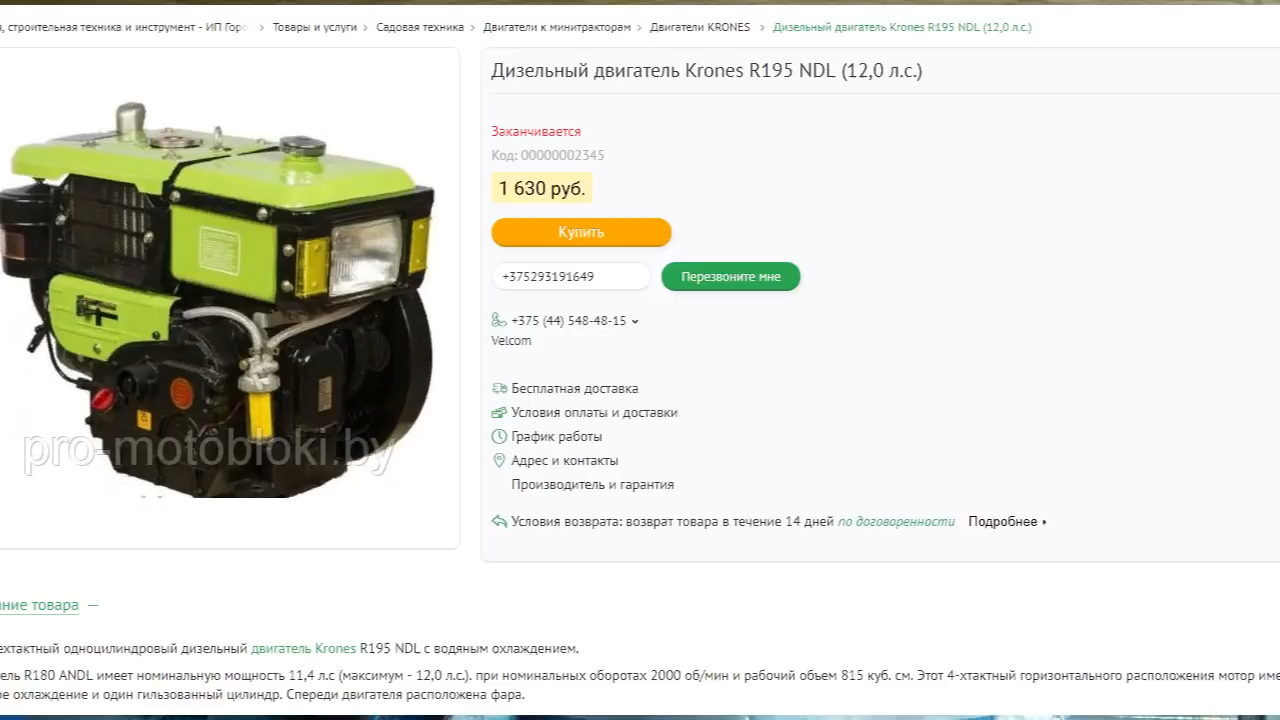 , строительная техника и инструмент - ИП Горо > Товары и услуги > Садовая техника > Двигатели к минитракторам > Двигатели KRONES > Дизельный двигатель Krones R195 NDL (12,0 л.с.)
Дизельный двигатель Krones R195 NDL (12,0 л.с.)
Заканчивается
Код: 00000002345
1 630 руб.
Купить
+375293191649 Перезвоните мне
+375 (44) 548-48-15
Velcom
Бесплатная доставка
Условия оплаты и доставки
График работы
Адрес и контакты
Производитель и гарантия
Условия возврата: возврат товара в течение 14 дней по договоренности Подробнее
pro-motobloki.by
ние товара —
ехтактный одноцилиндровый дизельный двигатель Krones R195 NDL с водяным охлаждением.
ель R180 ANDL имеет номинальную мощность 11,4 л.с (максимум - 12,0 л.с.). при номинальных оборотах 2000 об/мин и рабочий объем 815 куб. см. Этот 4-хтактный горизонтального расположения мотор име
ое охлаждение и один гильзованный цилиндр. Спереди двигателя расположена фара.